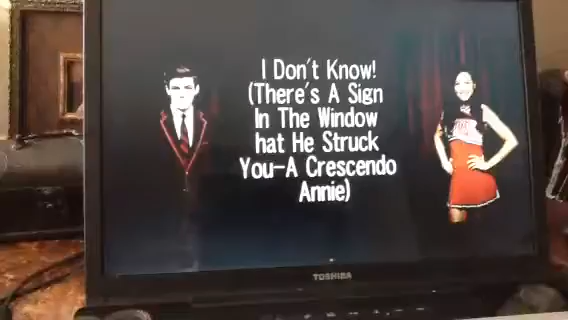 I Don't Know!
(There's A Sign
In The Window
hat He Struck
You-A Crescendo
Annie)
TOSHIBA